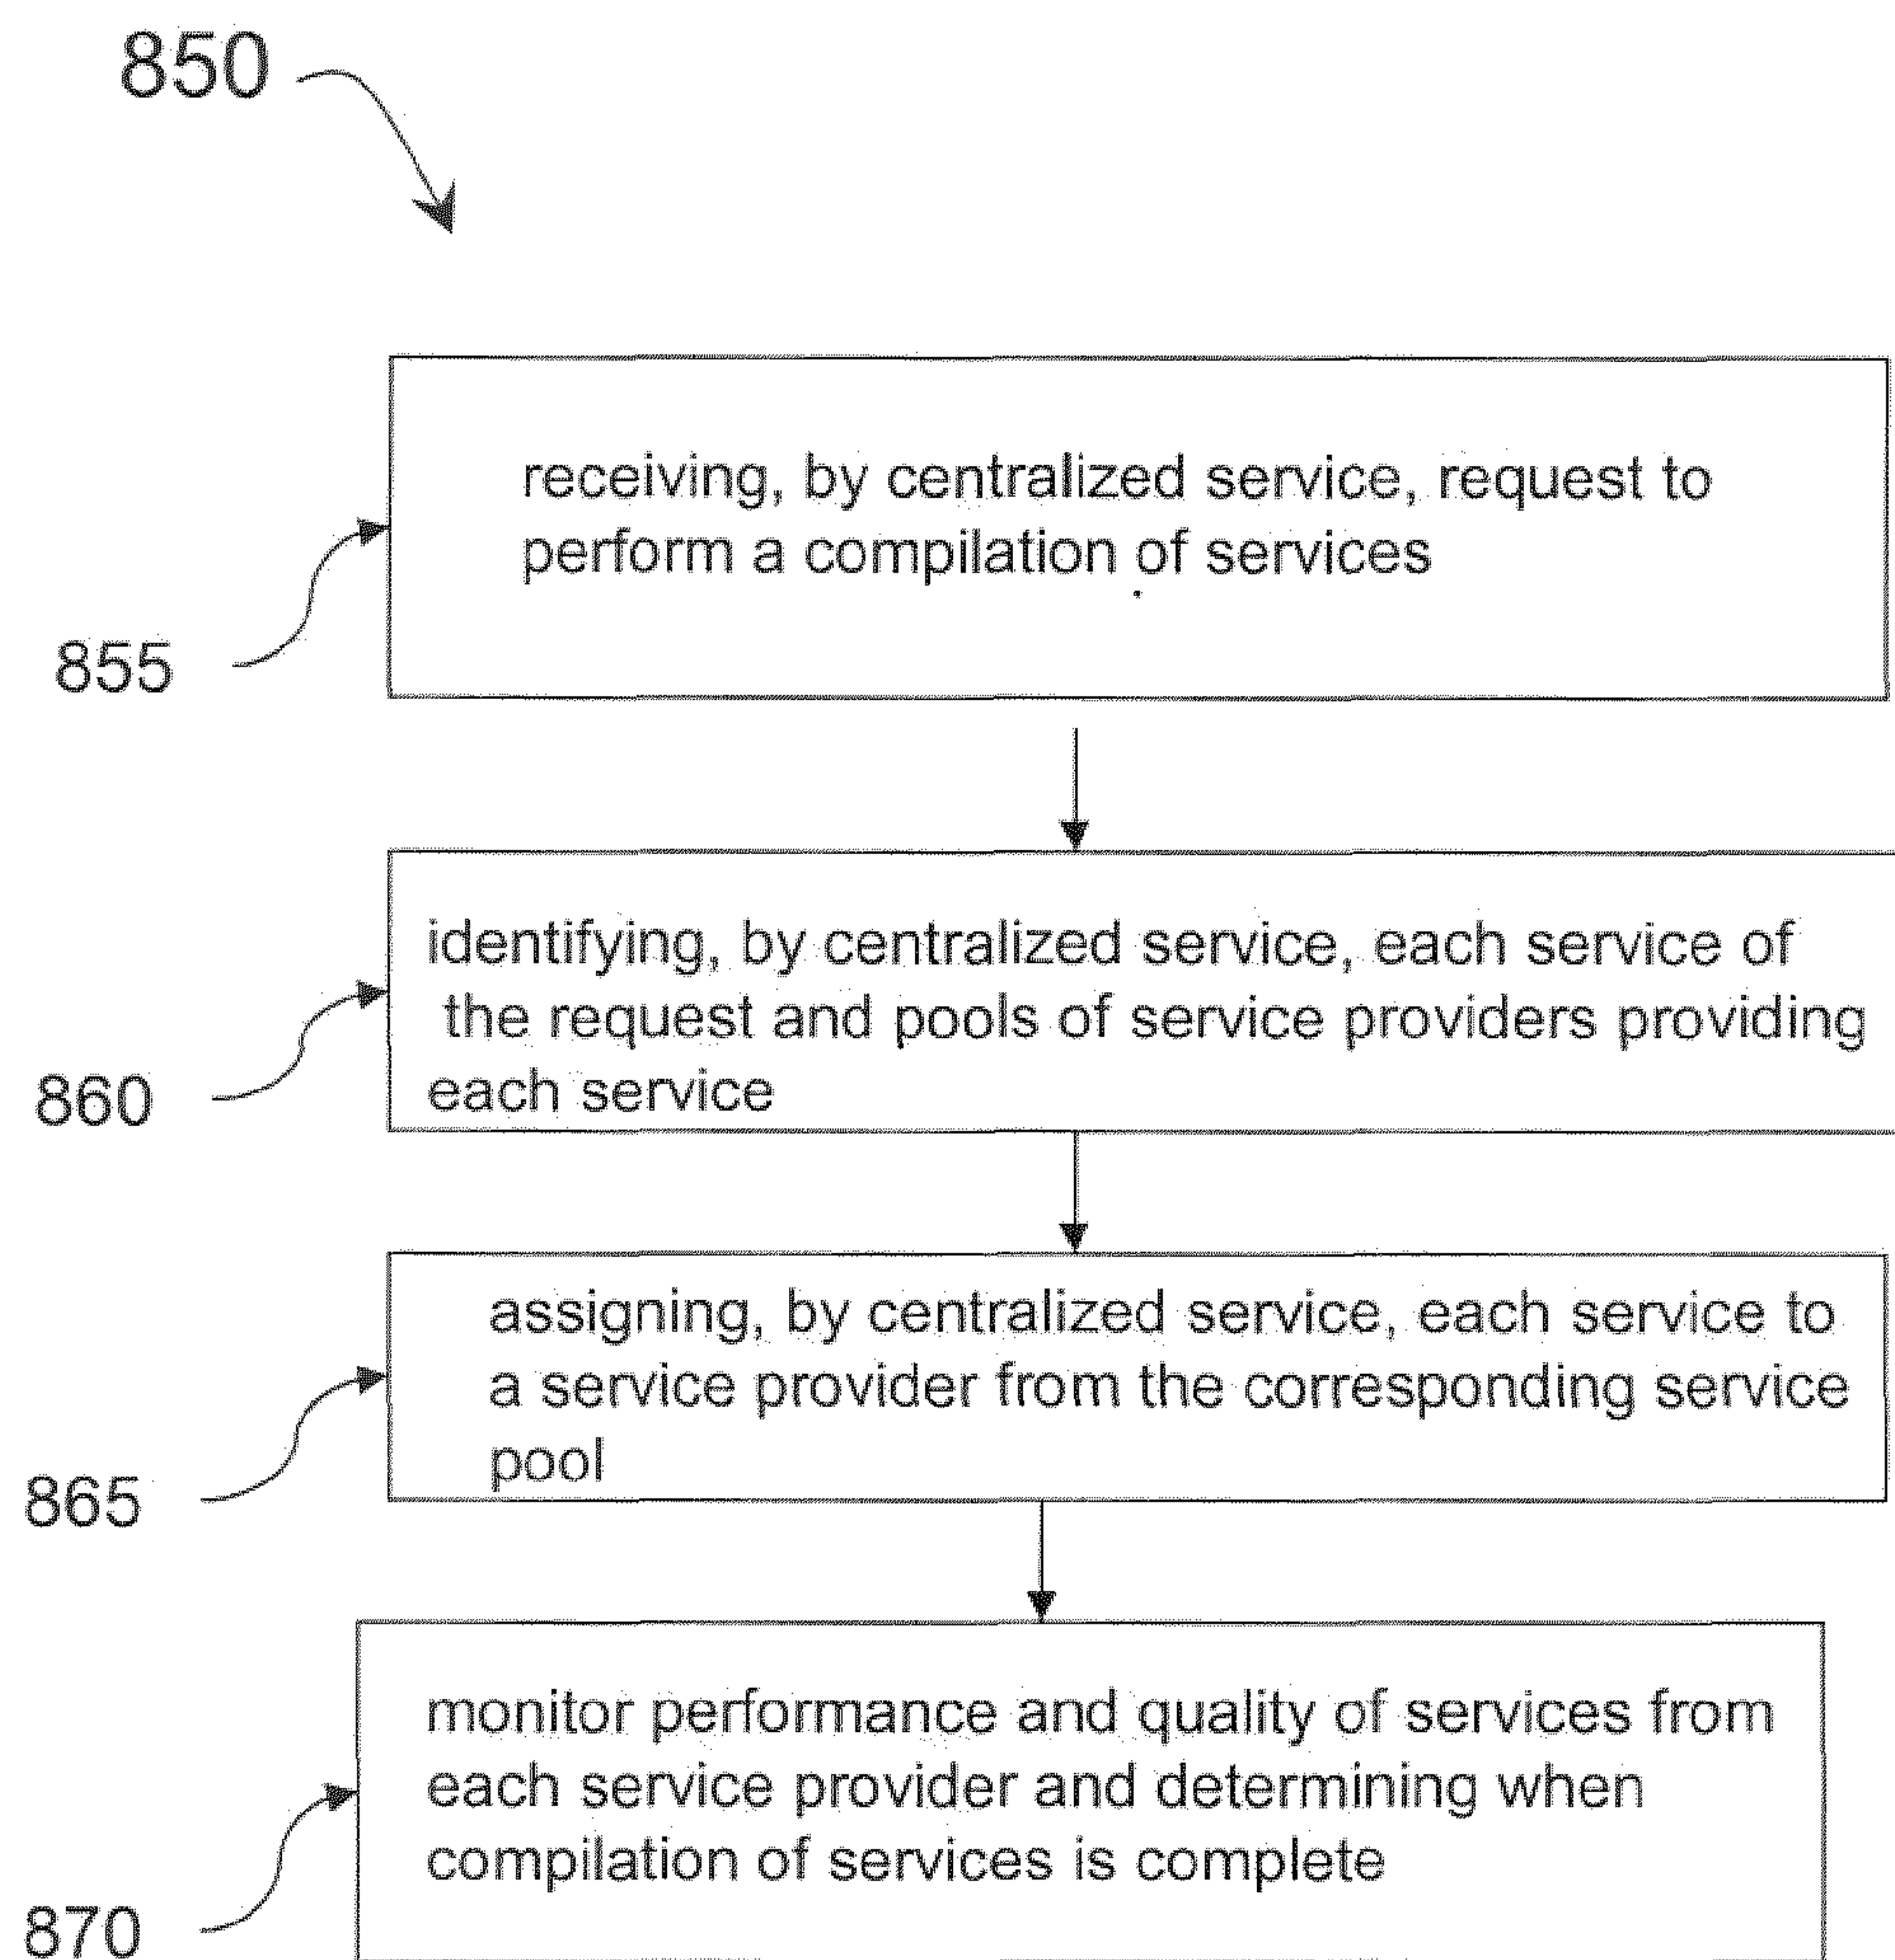 850
receiving, by centralized service, request to
perform a compilation of services
855
identifying, by centralized service, each service of
the request and pools of service providers providing
each service
860
assigning, by centralized service, each service to
a service provider from the corresponding service
pool
865
monitor performance and quality of services from
each service provider and determining when
compilation of services is complete
870